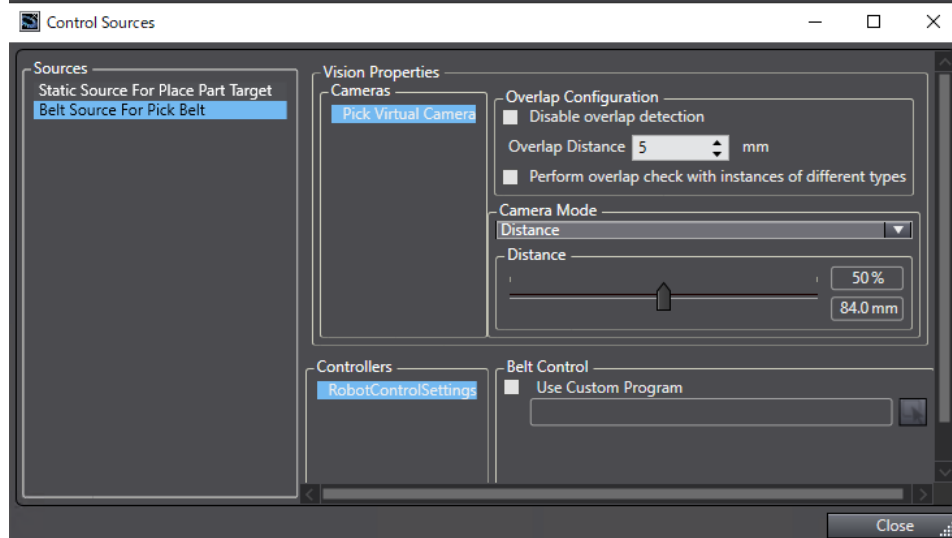 Control Sources
Sources
Static Source For Place Part Target
Belt Source For Pick Belt
Vision Properties
Cameras
Pick Virtual Camera
Overlap Configuration
Disable overlap detection
Overlap Distance 5 mm
Perform overlap check with instances of different types
Camera Mode
Distance
Distance
50 %
84.0 mm
Controllers
RobotControlSettings
Belt Control
Use Custom Program
Close